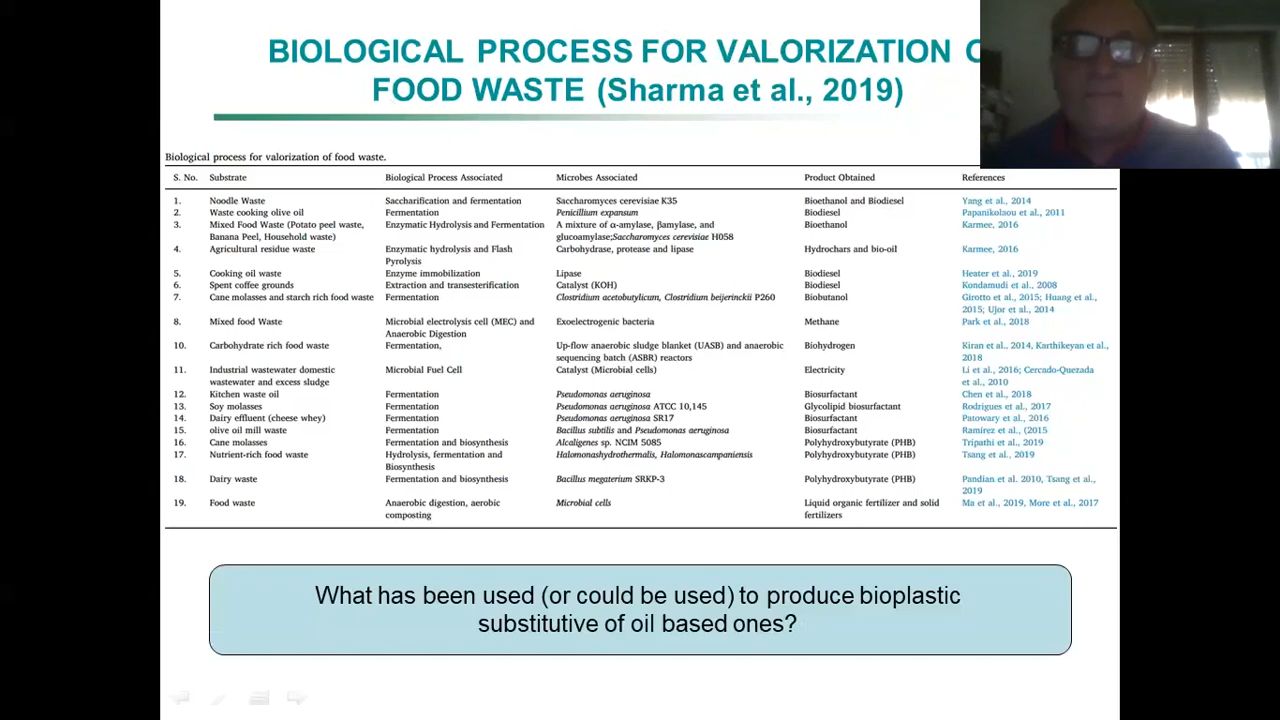 BIOLOGICAL PROCESS FOR VALORIZATION
FOOD WASTE (Sharma et al., 2019)
Biological process for valorization of food waste.
S. No. Substrate Biological Process Associated Microbes Associated Product Obtained References
1. Noodle Waste Saccharification and fermentation Saccharomyces cerevisiae K35 Bioethanol and Biodiesel Yang et al., 2014
2. Waste cooking olive oil Fermentation Penicillium expansum Biodiesel Papanikolaou et al., 2011
3. Mixed Food Waste (Potato peel waste, Enzymatic Hydrolysis and Fermentation A mixture of α-amylase, βamylase, and Bioethanol Karmee, 2016
Banana Peel, Household waste) glucoamylase;Saccharomyces cerevisiae H058
4. Agricultural residue waste Enzymatic hydrolysis and Flash Carbohydrase, protease and lipase Hydrochars and bio-oil Karmee, 2016
Pyrolysis
5. Cooking oil waste Enzyme immobilization Lipase Biodiesel Heater et al., 2019
6. Spent coffee grounds Extraction and transesterification Catalyst (KOH) Biodiesel Kondamudi et al., 2008
7. Cane molasses and starch rich food waste Fermentation Clostridium acetobutylicum, Clostridium beijerinckii P260 Biobutanol Girotto et al., 2015; Huang et al.,
2015; Ujor et al., 2014
8. Mixed food Waste Microbial electrolysis cell (MEC) and Exoelectrogenic bacteria Methane Park et al., 2018
Anaerobic Digestion
10. Carbohydrate rich food waste Fermentation, Up-flow anaerobic sludge blanket (UASB) and anaerobic Biohydrogen Kiran et al., 2014, Karthikeyan et al.,
sequencing batch (ASBR) reactors 2018
11. Industrial wastewater domestic Microbial Fuel Cell Catalyst (Microbial cells) Electricity Li et al., 2016; Cercado-Quezada
wastewater and excess sludge et al., 2010
12. Kitchen waste oil Fermentation Pseudomonas aeruginosa Biosurfactant Chen et al., 2018
13. Soy molasses Fermentation Pseudomonas aeruginosa ATCC 10,145 Glycolipid biosurfactant Rodrigues et al., 2017
14. Dairy effluent (cheese whey) Fermentation Pseudomonas aeruginosa SR17 Biosurfactant Patowary et al., 2016
15. olive oil mill waste Fermentation Bacillus subtilis and Pseudomonas aeruginosa Biosurfactant Ramírez et al., (2015
16. Cane molasses Fermentation and biosynthesis Alcaligenes sp. NCIM 5085 Polyhydroxybutyrate (PHB) Tripathi et al., 2019
17. Nutrient-rich food waste Hydrolysis, fermentation and Halomonashydrothermalis, Halomonascampaniensis Polyhydroxybutyrate (PHB) Tsang et al., 2019
Biosynthesis
18. Dairy waste Fermentation and biosynthesis Bacillus megaterium SRKP-3 Polyhydroxybutyrate (PHB) Pandian et al. 2010, Tsang et al.,
2019
19. Food waste Anaerobic digestion, aerobic Microbial cells Liquid organic fertilizer and solid Ma et al., 2019, More et al., 2017
composting fertilizers
What has been used (or could be used) to produce bioplastic
substitutive of oil based ones?